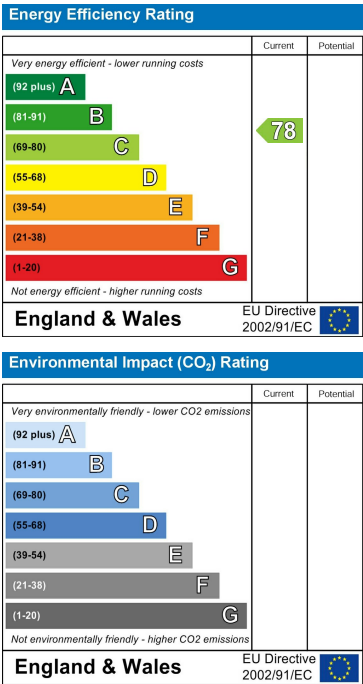 Energy Efficiency Rating
Current Potential
Very energy efficient - lower running costs
(92 plus) A
(81-91) B
78
(69-80) C
(55-68) D
(39-54) E
(21-38) F
(1-20) G
Not energy efficient - higher running costs
England & Wales
EU Directive
2002/91/EC
Environmental Impact (CO₂) Rating
Current Potential
Very environmentally friendly - lower CO2 emissions
(92 plus) A
(81-91) B
(69-80) C
(55-68) D
(39-54) E
(21-38) F
(1-20) G
Not environmentally friendly - higher CO2 emissions
England & Wales
EU Directive
2002/91/EC